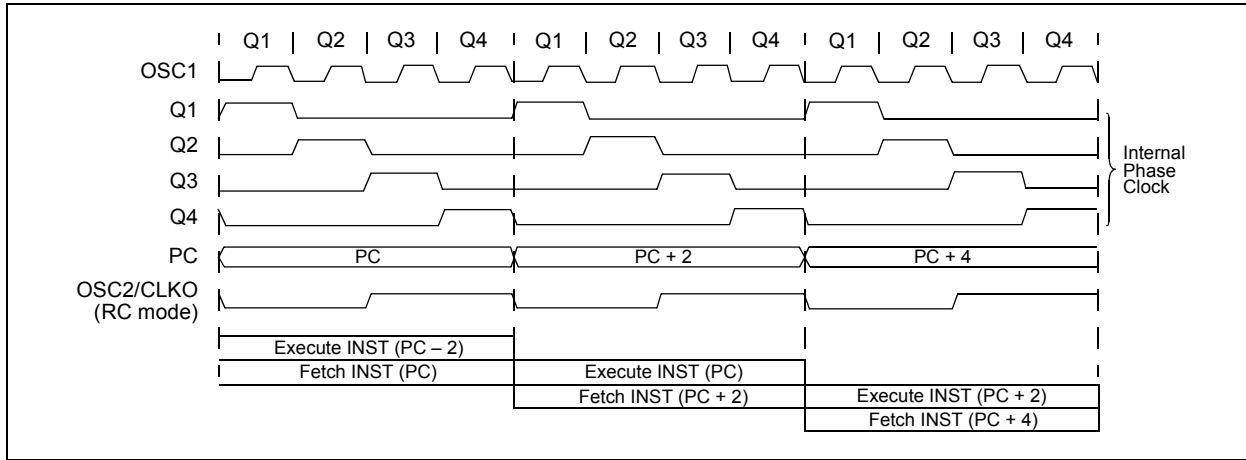 Q1 Q2 Q3 Q4 Q1 Q2 Q3 Q4 Q1 Q2 Q3 Q4
OSC1
Q1
Q2
Q3
Q4
Internal
Phase
Clock
PC PC PC + 2 PC + 4
OSC2/CLKO
(RC mode)
Execute INST (PC – 2)
Fetch INST (PC) Execute INST (PC)
Fetch INST (PC + 2) Execute INST (PC + 2)
Fetch INST (PC + 4)